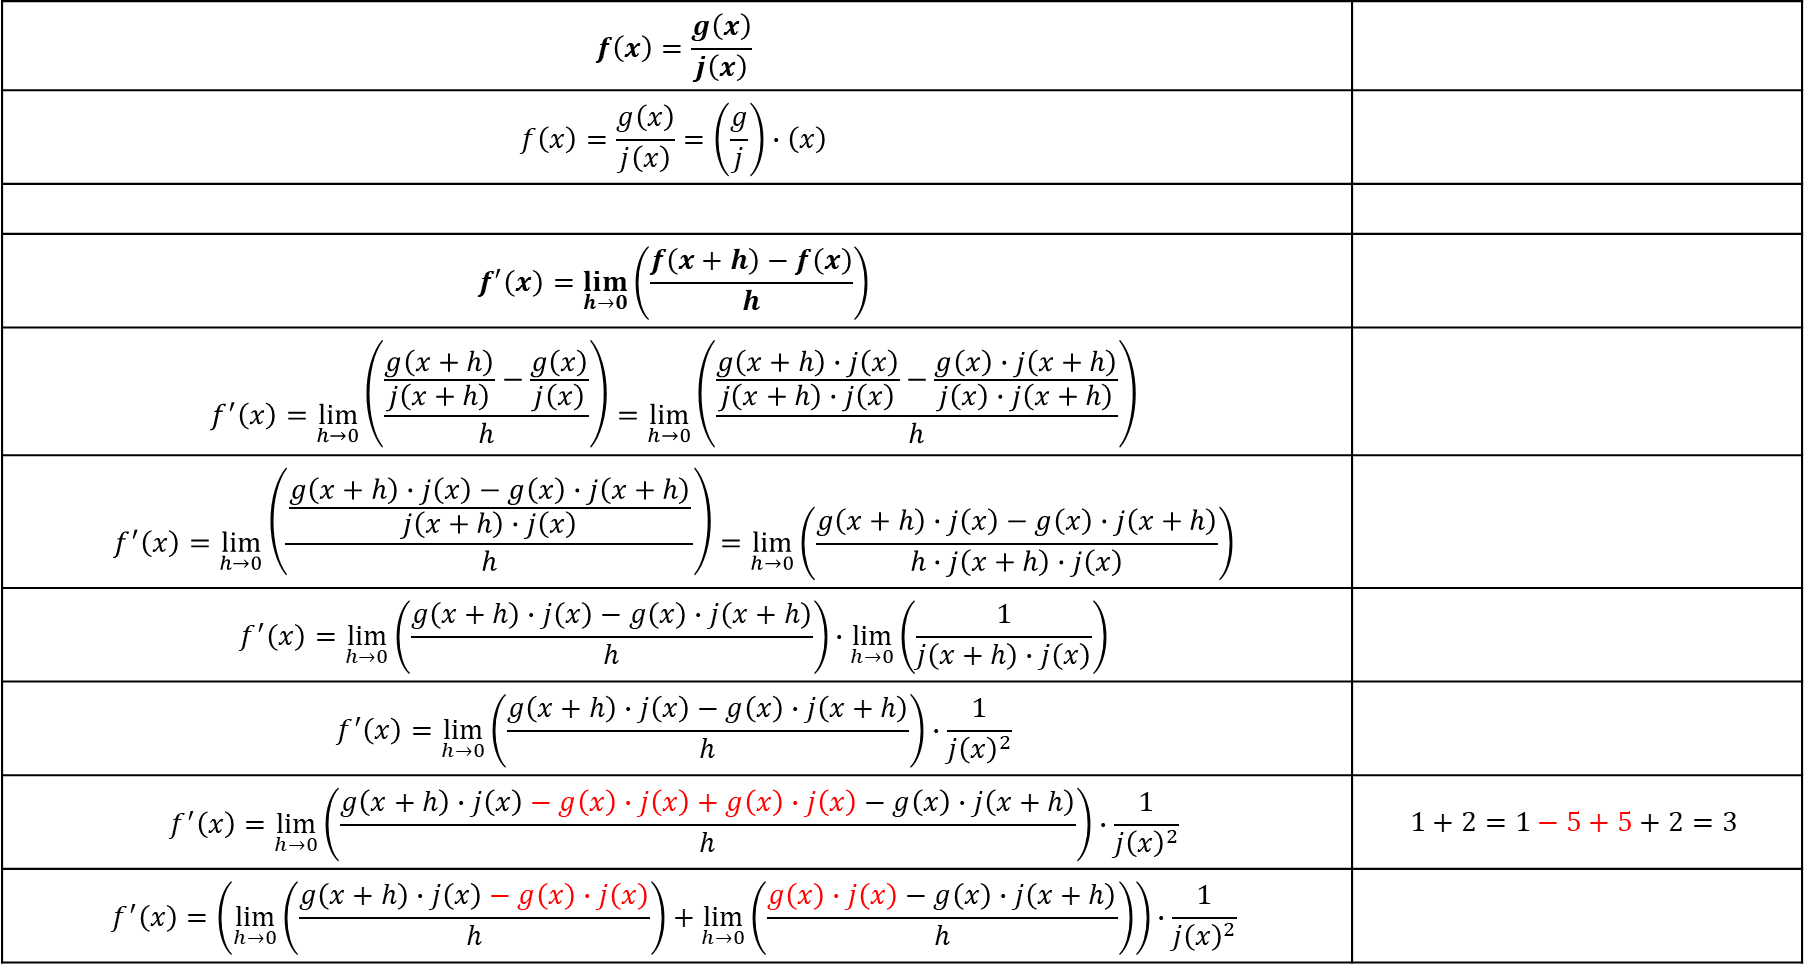 f(x) = g(x)/j(x)
f(x) = g(x)/j(x) = (g/j) · (x)
f′(x) = lim_{h→0} ((f(x + h) − f(x))/h)
f′(x) = lim_{h→0} ((g(x + h)/j(x + h) − g(x)/j(x))/h) = lim_{h→0} (((g(x + h) · j(x))/(j(x + h) · j(x)) − (g(x) · j(x + h))/(j(x) · j(x + h)))/h)
f′(x) = lim_{h→0} (((g(x + h) · j(x) − g(x) · j(x + h))/(j(x + h) · j(x)))/h) = lim_{h→0} ((g(x + h) · j(x) − g(x) · j(x + h))/(h · j(x + h) · j(x)))
f′(x) = lim_{h→0} ((g(x + h) · j(x) − g(x) · j(x + h))/h) · lim_{h→0} (1/(j(x + h) · j(x)))
f′(x) = lim_{h→0} ((g(x + h) · j(x) − g(x) · j(x + h))/h) · 1/j(x)²
f′(x) = lim_{h→0} ((g(x + h) · j(x) − g(x) · j(x) + g(x) · j(x) − g(x) · j(x + h))/h) · 1/j(x)²
1 + 2 = 1 − 5 + 5 + 2 = 3
f′(x) = (lim_{h→0} ((g(x + h) · j(x) − g(x) · j(x))/h) + lim_{h→0} ((g(x) · j(x) − g(x) · j(x + h))/h)) · 1/j(x)²